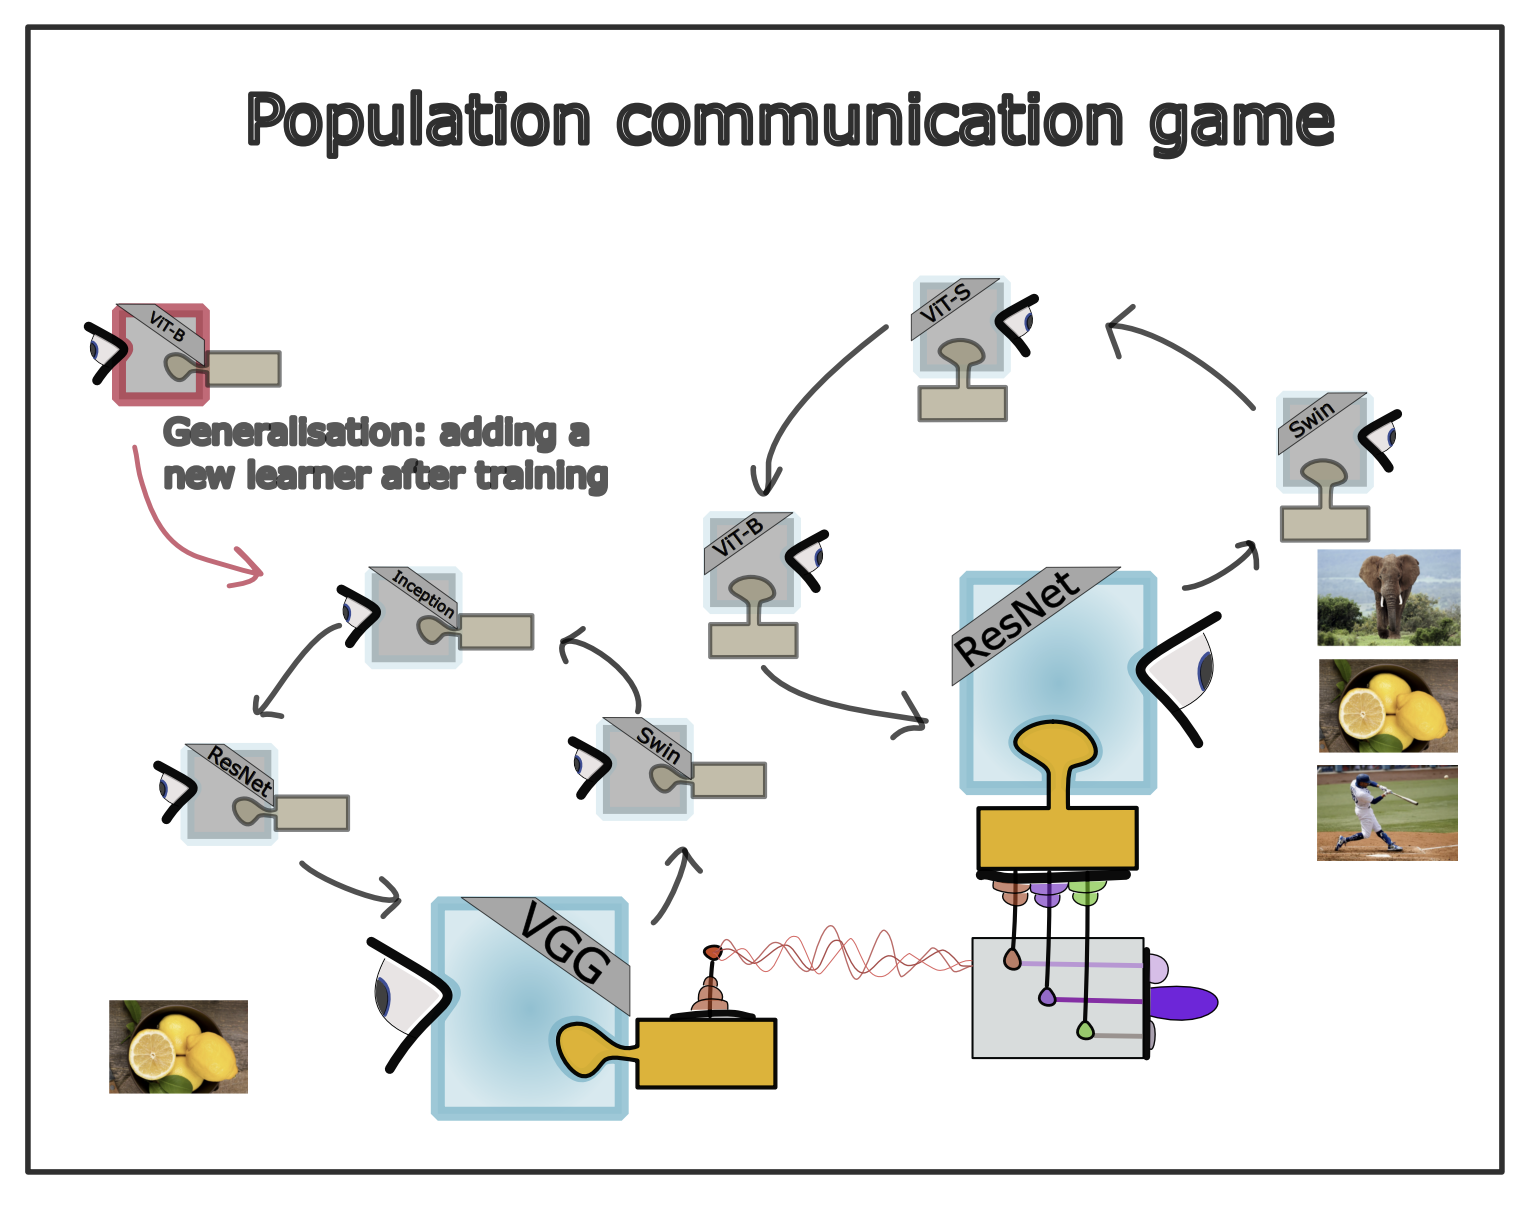 Population communication game
ViT-B
Generalisation: adding a
new learner after training
ViT-S
Swin
ViT-B
Inception
ResNet
Swin
ResNet
VGG